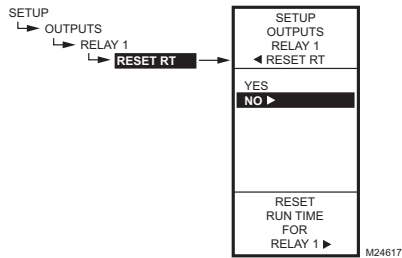 SETUP
OUTPUTS
RELAY 1
RESET RT
SETUP
OUTPUTS
RELAY 1
◀ RESET RT
YES
NO ▶
RESET
RUN TIME
FOR
RELAY 1 ▶
M24617